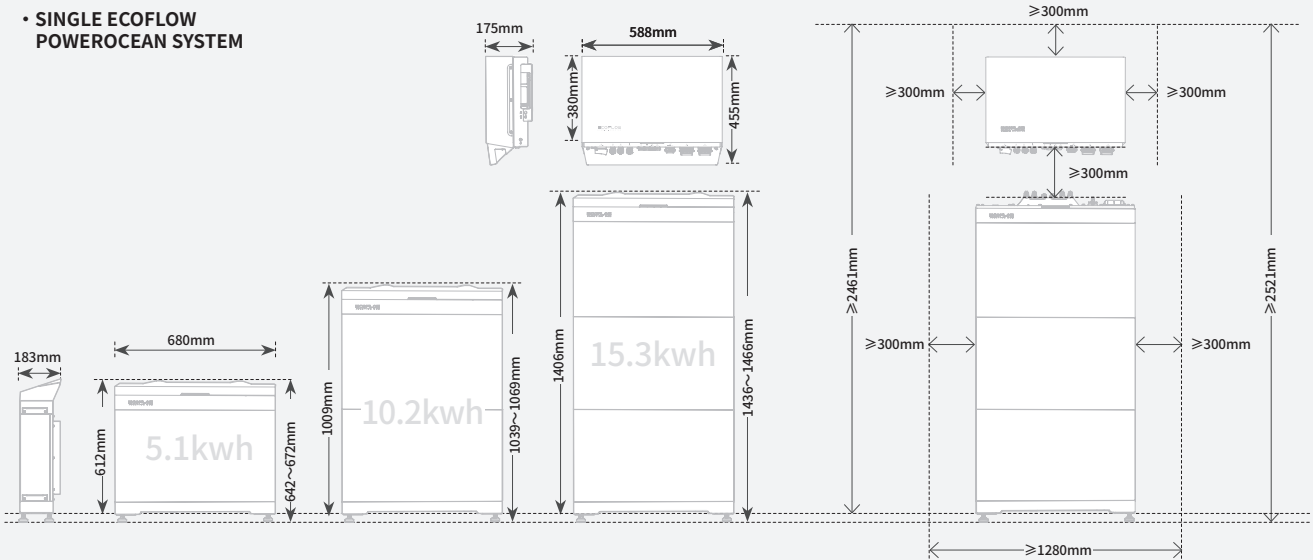 • SINGLE ECOFLOW
POWEROCEAN SYSTEM
175mm
588mm
380mm
455mm
⩾300mm
⩾300mm
⩾300mm
⩾300mm
183mm
680mm
612mm
5.1kwh
642~672mm
1009mm
10.2kwh
1039~1069mm
1406mm
15.3kwh
1436~1466mm
⩾2461mm
⩾2521mm
⩾300mm
⩾300mm
⩾1280mm